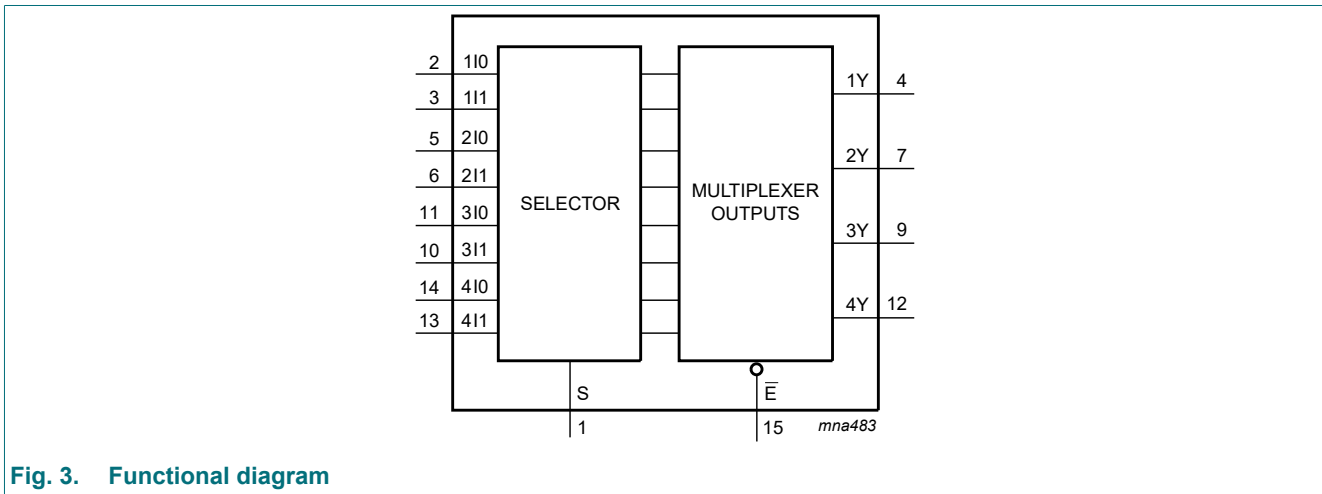 2 1I0
3 1I1
5 2I0
6 2I1
11 3I0
10 3I1
14 4I0
13 4I1
SELECTOR
MULTIPLEXER
OUTPUTS
1Y 4
2Y 7
3Y 9
4Y 12
S
1
E̅
15
mna483
Fig. 3. Functional diagram